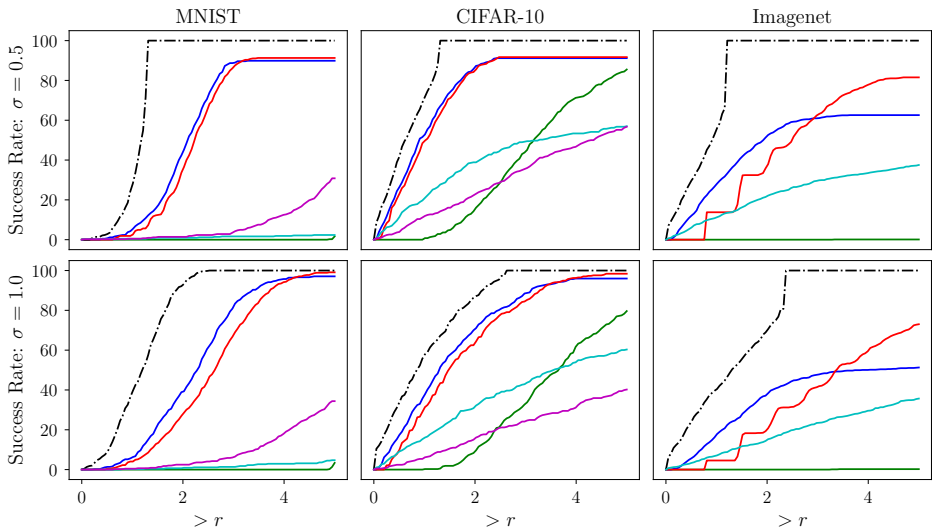 MNIST
CIFAR-10
Imagenet
Success Rate: σ = 0.5
100
80
60
40
20
0
Success Rate: σ = 1.0
100
80
60
40
20
0
0 2 4
0 2 4
0 2 4
> r
> r
> r